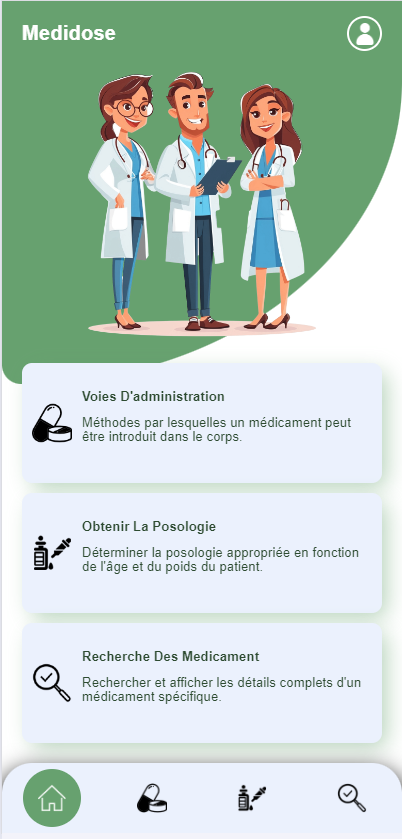 Medidose
Voies D'administration
Méthodes par lesquelles un médicament peut
être introduit dans le corps.
Obtenir La Posologie
Déterminer la posologie appropriée en fonction
de l'âge et du poids du patient.
Recherche Des Medicament
Rechercher et afficher les détails complets d'un
médicament spécifique.